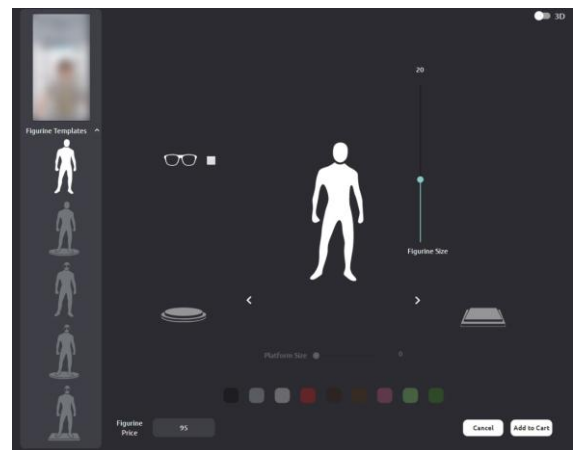 3D
20
Figurine Templates
Figurine Size
Platform Size
0
Figurine
Price
95
Cancel
Add to Cart